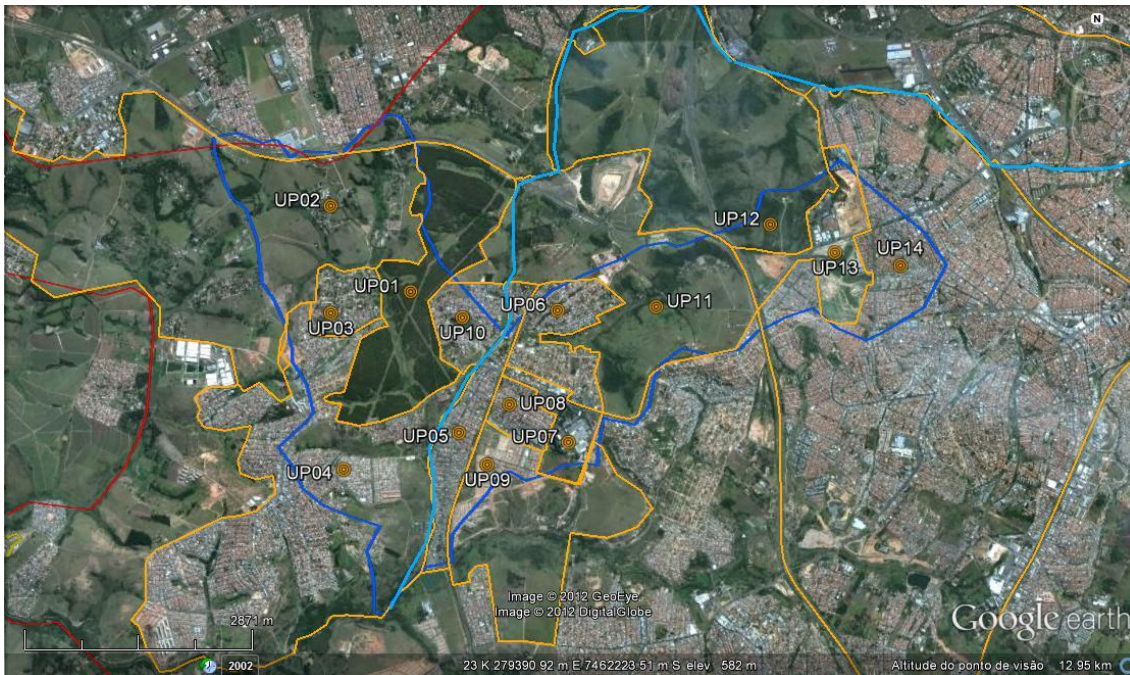 N
UP02
UP12
UP13
UP14
UP01
UP03
UP10
UP06
UP11
UP08
UP05
UP07
UP04
UP09
Image © 2012 GeoEye
Image © 2012 DigitalGlobe
Google earth
2871 m
2002
23 K 279390.92 m E 7462223.51 m S elev 582 m
Altitude do ponto de visão 12.95 km